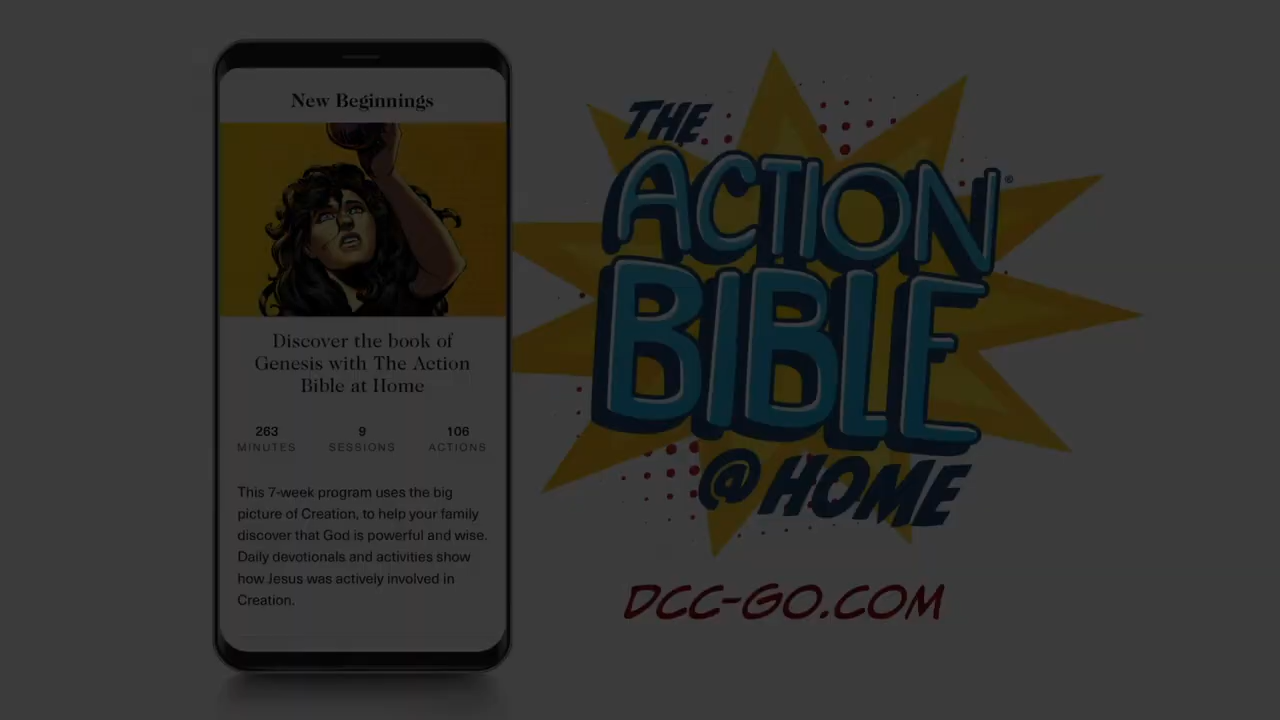 New Beginnings
Discover the book of
Genesis with The Action
Bible at Home
263 9 106
MINUTES SESSIONS ACTIONS
This 7-week program uses the big
picture of Creation, to help your family
discover that God is powerful and wise.
Daily devotionals and activities show
how Jesus was actively involved in
Creation.
THE
ACTION®
BIBLE
@HOME
DCC-GO.COM